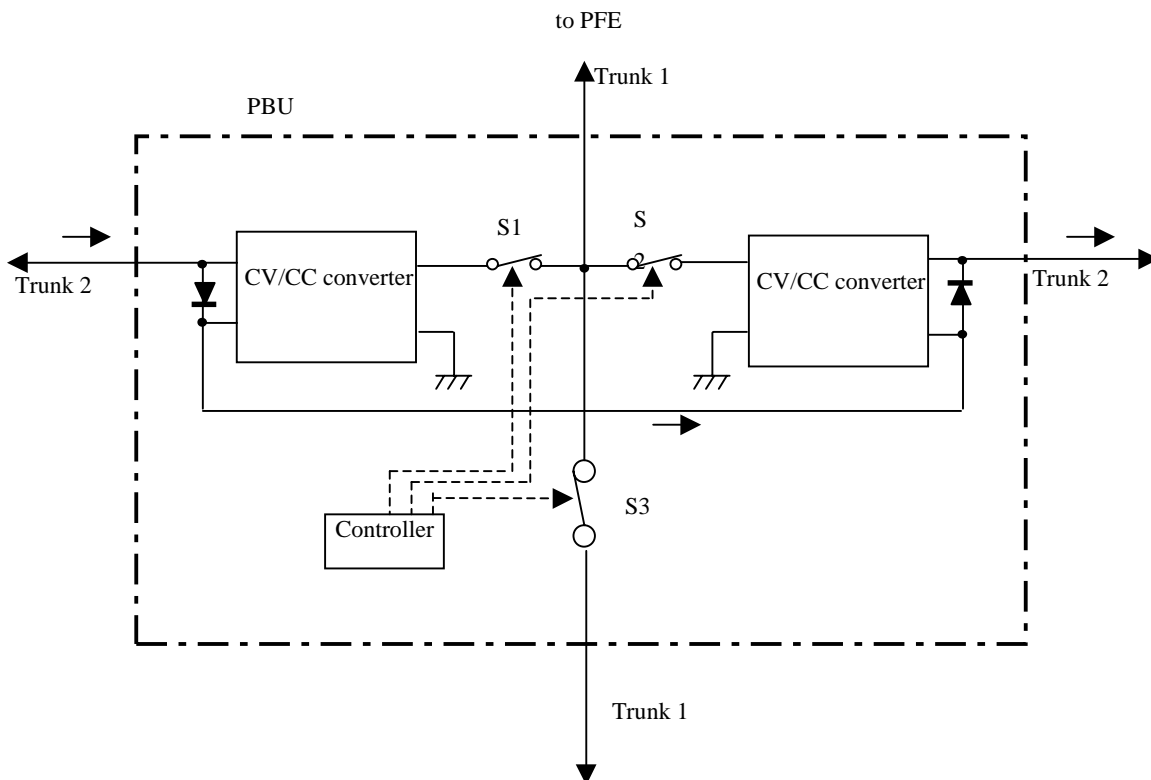 to PFE
Trunk 1
PBU
S1
S
2
Trunk 2
CV/CC converter
CV/CC converter
Trunk 2
Controller
S3
Trunk 1